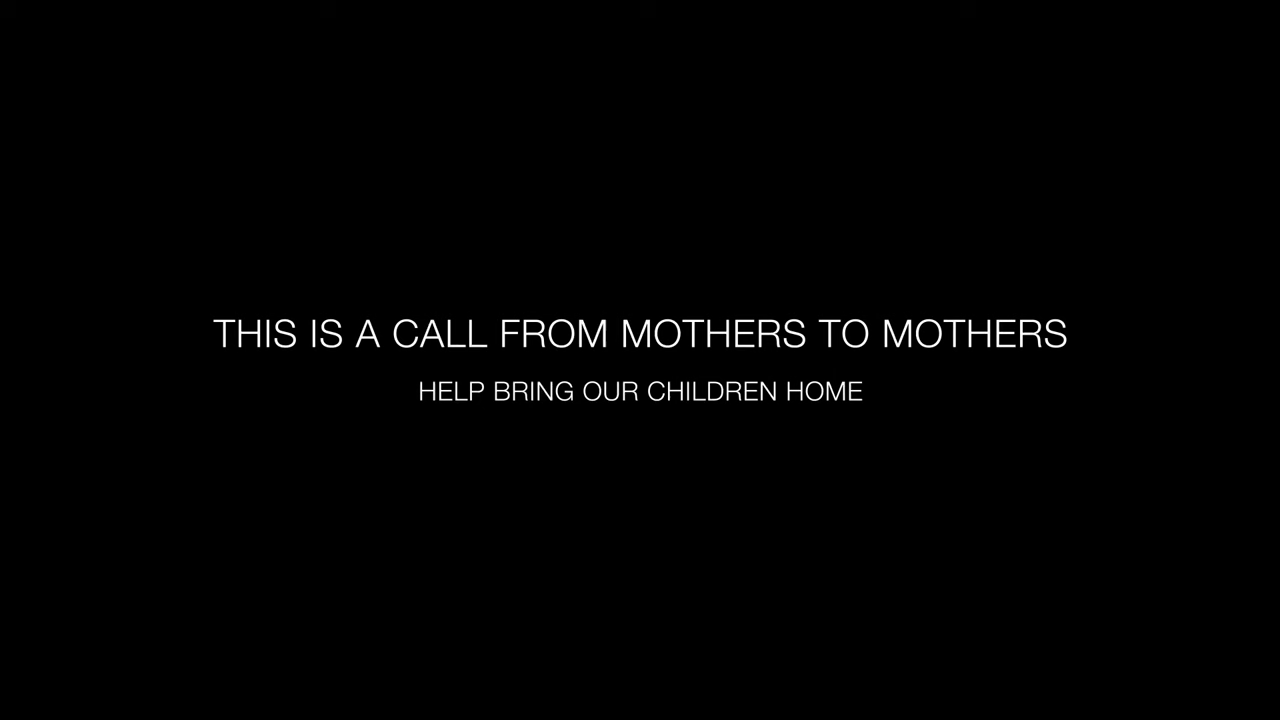 THIS IS A CALL FROM MOTHERS TO MOTHERS
HELP BRING OUR CHILDREN HOME